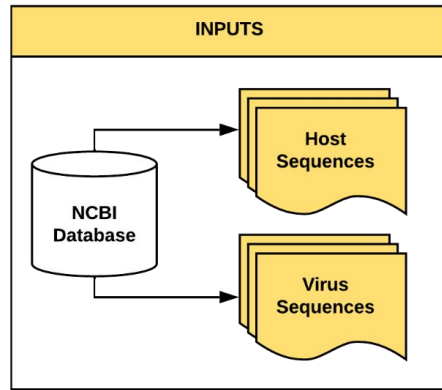 INPUTS
Host
Sequences
NCBI
Database
Virus
Sequences